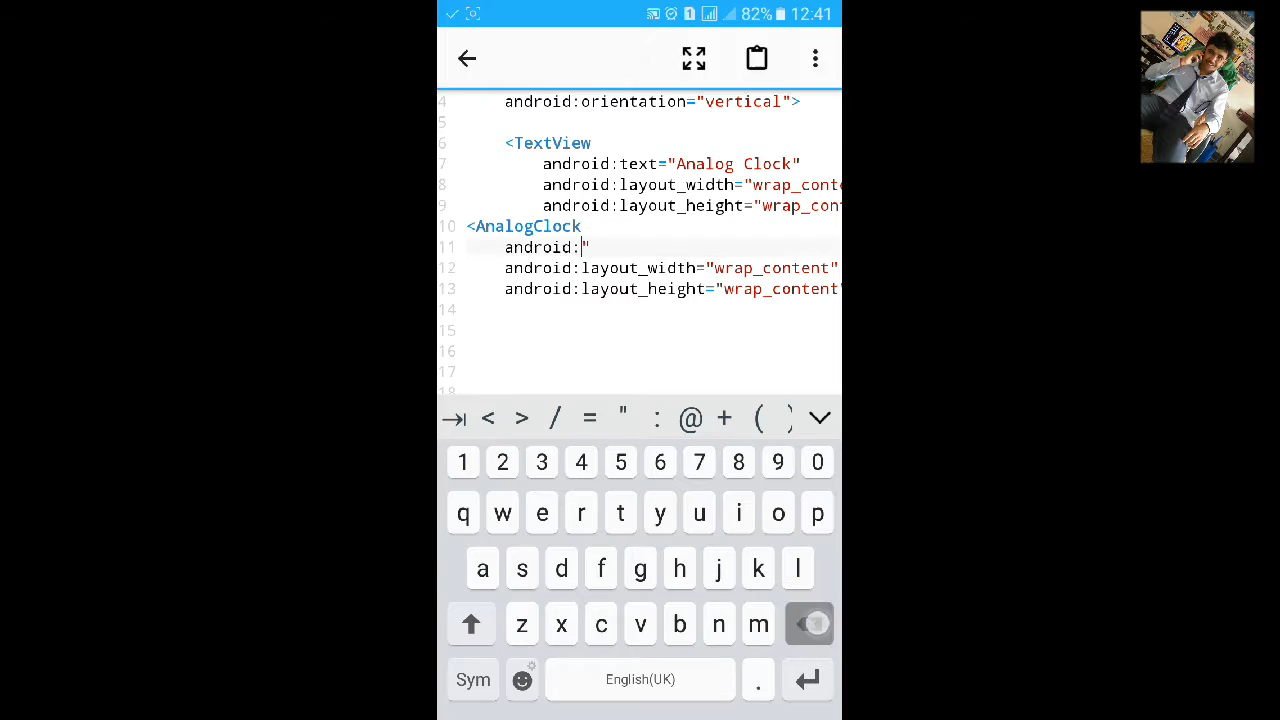 82% 12:41
4 android:orientation="vertical">
5
6 <TextView
7 android:text="Analog Clock"
8 android:layout_width="wrap_conte
9 android:layout_height="wrap_con
10 <AnalogClock
11 android:"
12 android:layout_width="wrap_content"
13 android:layout_height="wrap_content"
14
15
16
17
18
< > / = " : @ + ( )
1 2 3 4 5 6 7 8 9 0
q w e r t y u i o p
a s d f g h j k l
z x c v b n m
Sym English(UK) .